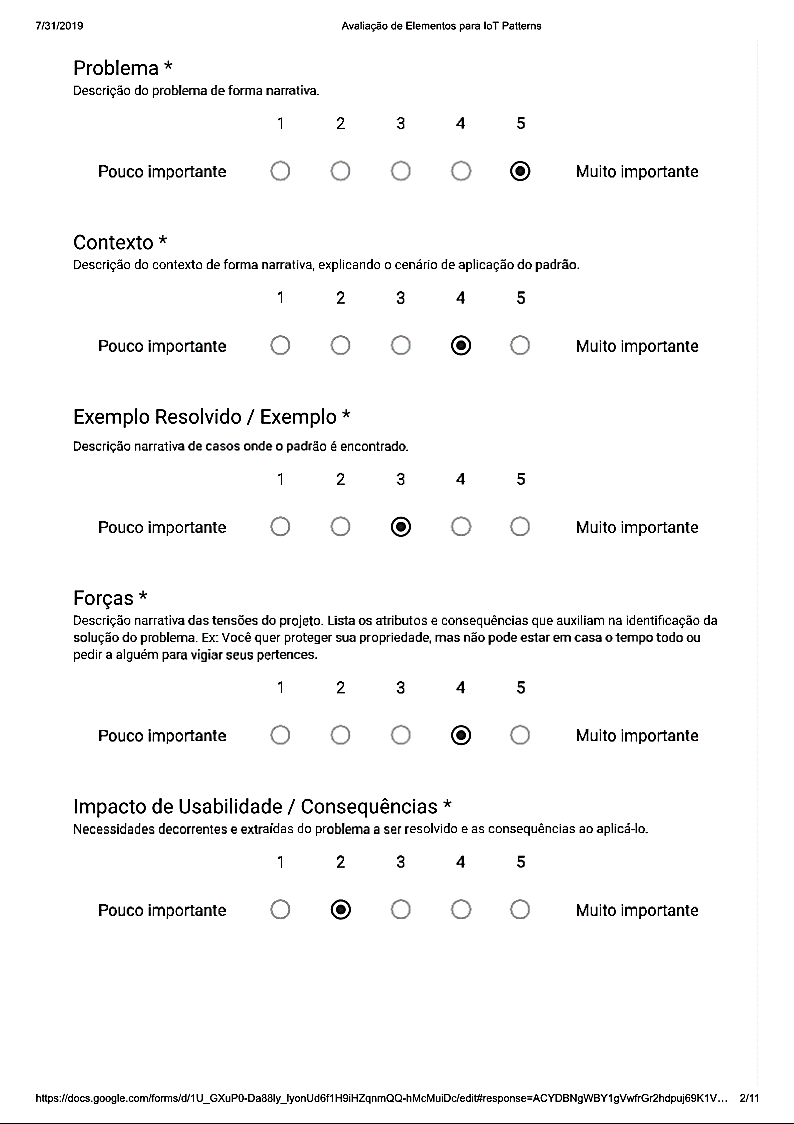 7/31/2019 Avaliação de Elementos para IoT Patterns
Problema *
Descrição do problema de forma narrativa.
1 2 3 4 5
Pouco importante Muito importante
Contexto *
Descrição do contexto de forma narrativa, explicando o cenário de aplicação do padrão.
1 2 3 4 5
Pouco importante Muito importante
Exemplo Resolvido / Exemplo *
Descrição narrativa de casos onde o padrão é encontrado.
1 2 3 4 5
Pouco importante Muito importante
Forças *
Descrição narrativa das tensões do projeto. Lista os atributos e consequências que auxiliam na identificação da
solução do problema. Ex: Você quer proteger sua propriedade, mas não pode estar em casa o tempo todo ou
pedir a alguém para vigiar seus pertences.
1 2 3 4 5
Pouco importante Muito importante
Impacto de Usabilidade / Consequências *
Necessidades decorrentes e extraídas do problema a ser resolvido e as consequências ao aplicá-lo.
1 2 3 4 5
Pouco importante Muito importante
https://docs.google.com/forms/d/1U_GXuP0-Da88ly_lyonUd6f1H9iHZqnmQQ-hMcMuiDc/edit#response=ACYDBNgWBY1gVwfrGr2hdpuj69K1V... 2/11